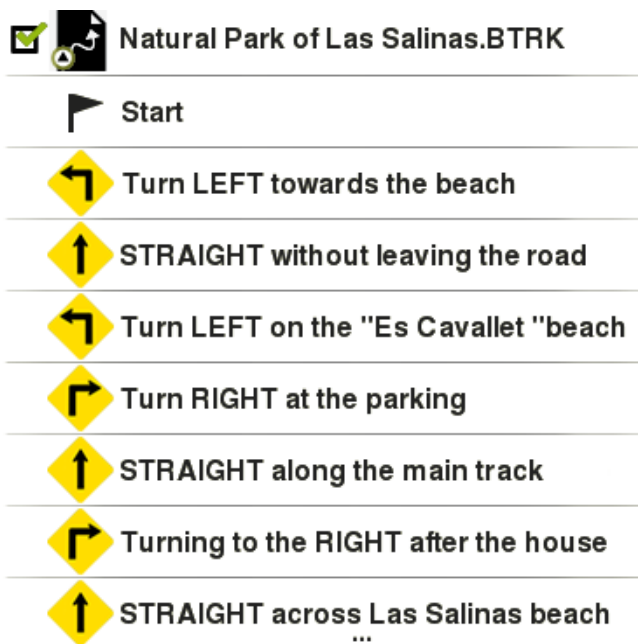 Natural Park of Las Salinas.BTRK
Start
Turn LEFT towards the beach
STRAIGHT without leaving the road
Turn LEFT on the "Es Cavallet "beach
Turn RIGHT at the parking
STRAIGHT along the main track
Turning to the RIGHT after the house
STRAIGHT across Las Salinas beach
...